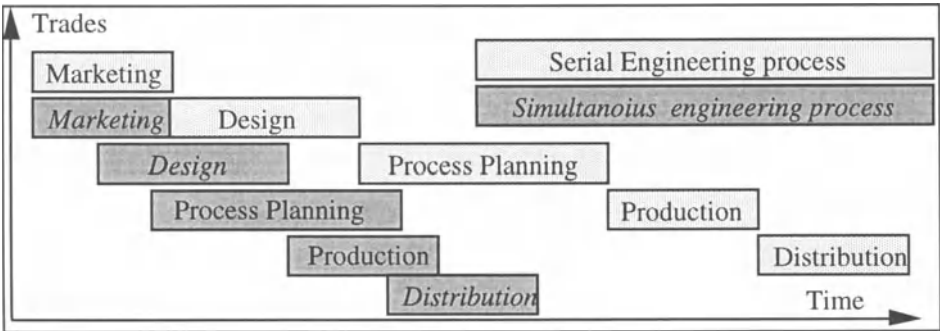 Trades
Marketing
Serial Engineering process
Marketing
Design
Simultanoius engineering process
Design
Process Planning
Process Planning
Production
Production
Distribution
Distribution
Time